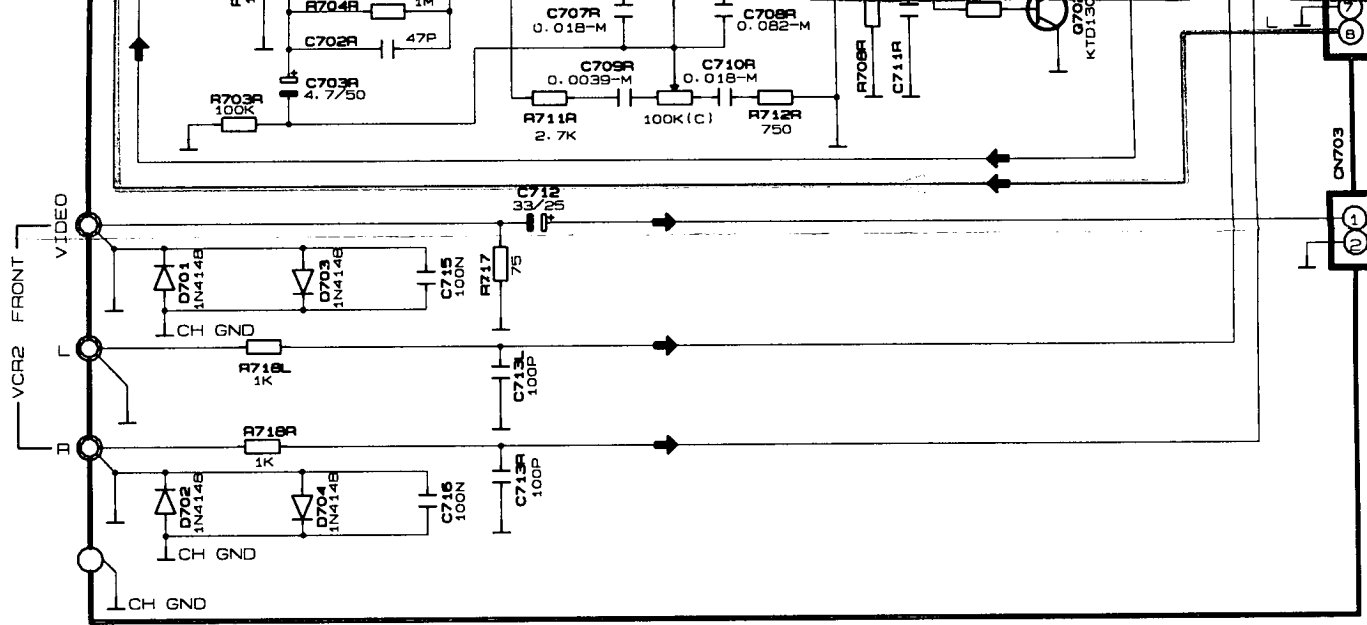 R704R
1M
C702R
47P
C703R
4.7/50
R703R
100K
C707R
0.018-M
C708R
0.082-M
C709R
0.0039-M
C710R
0.018-M
R711R
2.7K
100K(C)
R712R
750
R708R
C711R
KTD130
L
7
8
CN703
1
2
C712
33/25
VIDEO
D701
1N4148
D703
1N4148
C715
100N
R717
75
CH GND
VCR2 FRONT
L
R718L
1K
C713L
100P
R
R718R
1K
C713R
100P
D702
1N4148
D704
1N4148
C716
100N
CH GND
CH GND